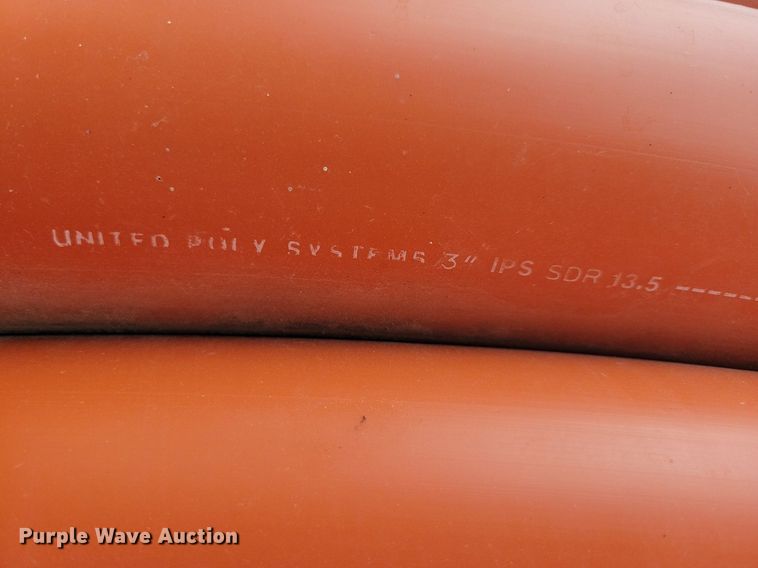 UNITED POLY SYSTEMS 3" IPS SDR 13.5 ------
Purple Wave Auction